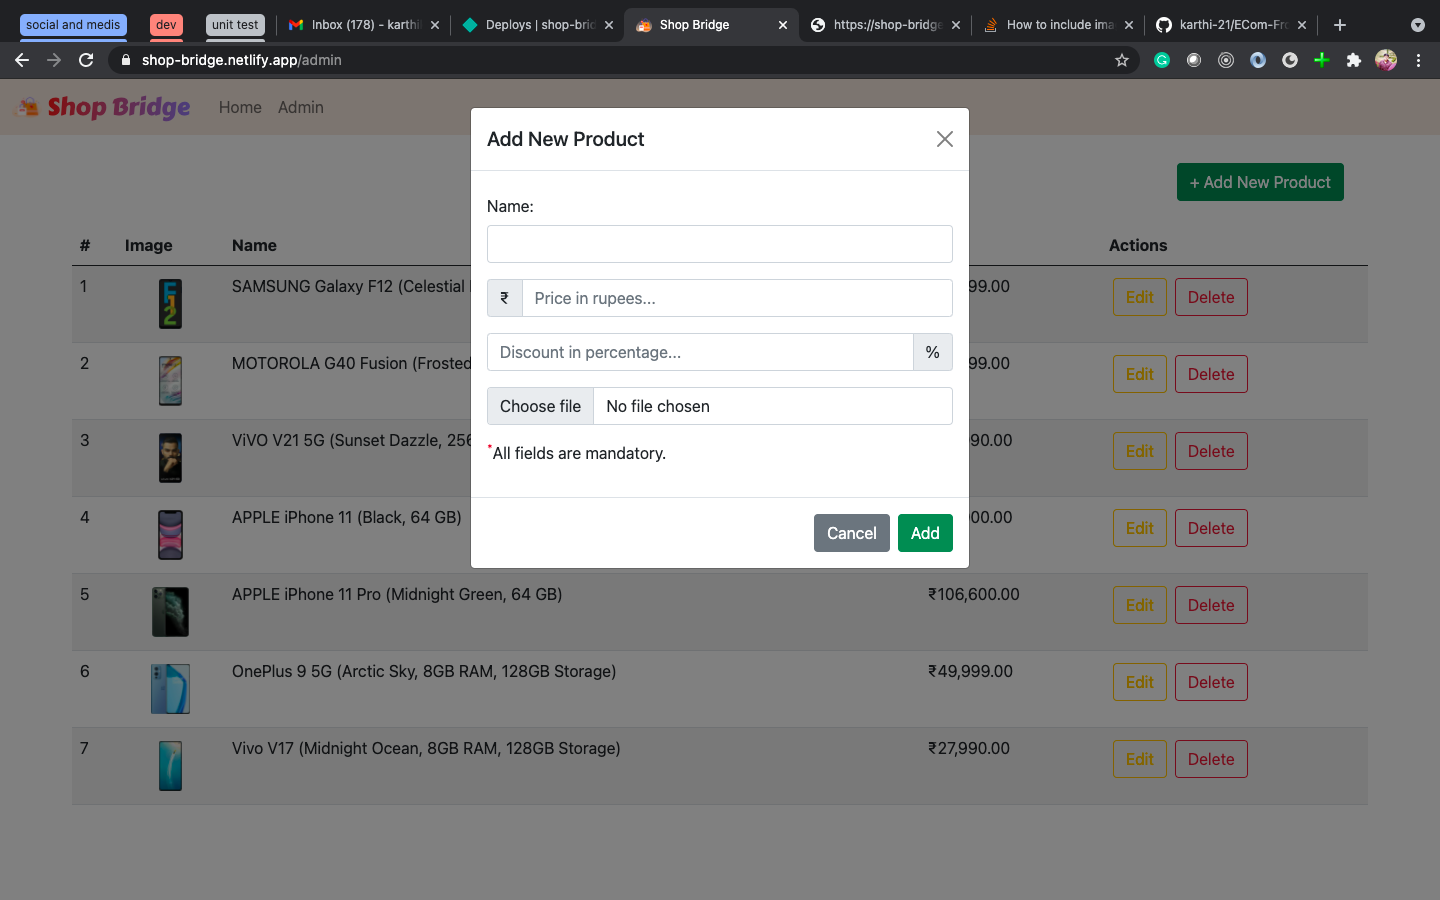 social and medis dev unit test Inbox (178) - karthi Deploys | shop-brid Shop Bridge https://shop-bridge How to include ima karthi-21/ECom-Fro
shop-bridge.netlify.app/admin
Shop Bridge Home Admin
Add New Product
+ Add New Product
Name:
# Image Name Actions
1 SAMSUNG Galaxy F12 (Celestial 99.00 Edit Delete
₹ Price in rupees...
Discount in percentage... %
2 MOTOROLA G40 Fusion (Frosted 99.00 Edit Delete
Choose file No file chosen
3 ViVO V21 5G (Sunset Dazzle, 256 90.00 Edit Delete
*All fields are mandatory.
4 APPLE iPhone 11 (Black, 64 GB) 00.00 Edit Delete
Cancel Add
5 APPLE iPhone 11 Pro (Midnight Green, 64 GB) ₹106,600.00 Edit Delete
6 OnePlus 9 5G (Arctic Sky, 8GB RAM, 128GB Storage) ₹49,999.00 Edit Delete
7 Vivo V17 (Midnight Ocean, 8GB RAM, 128GB Storage) ₹27,990.00 Edit Delete